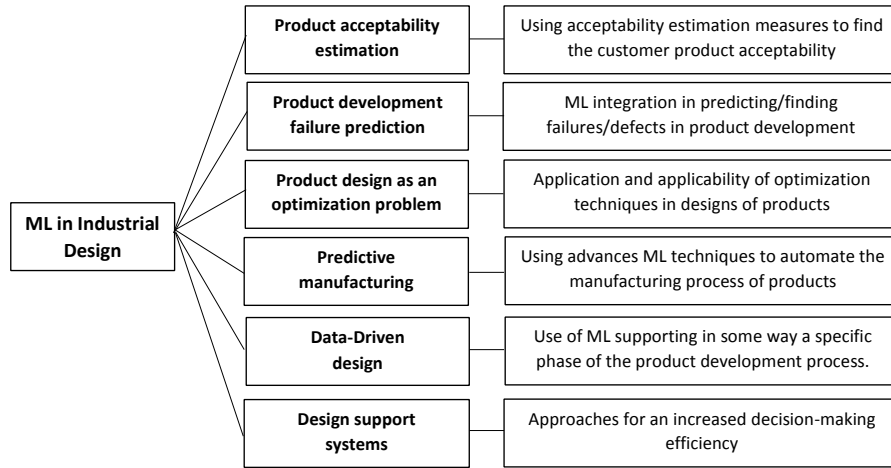 ML in Industrial
Design
Product acceptability
estimation
Using acceptability estimation measures to find
the customer product acceptability
Product development
failure prediction
ML integration in predicting/finding
failures/defects in product development
Product design as an
optimization problem
Application and applicability of optimization
techniques in designs of products
Predictive
manufacturing
Using advances ML techniques to automate the
manufacturing process of products
Data-Driven
design
Use of ML supporting in some way a specific
phase of the product development process.
Design support
systems
Approaches for an increased decision-making
efficiency